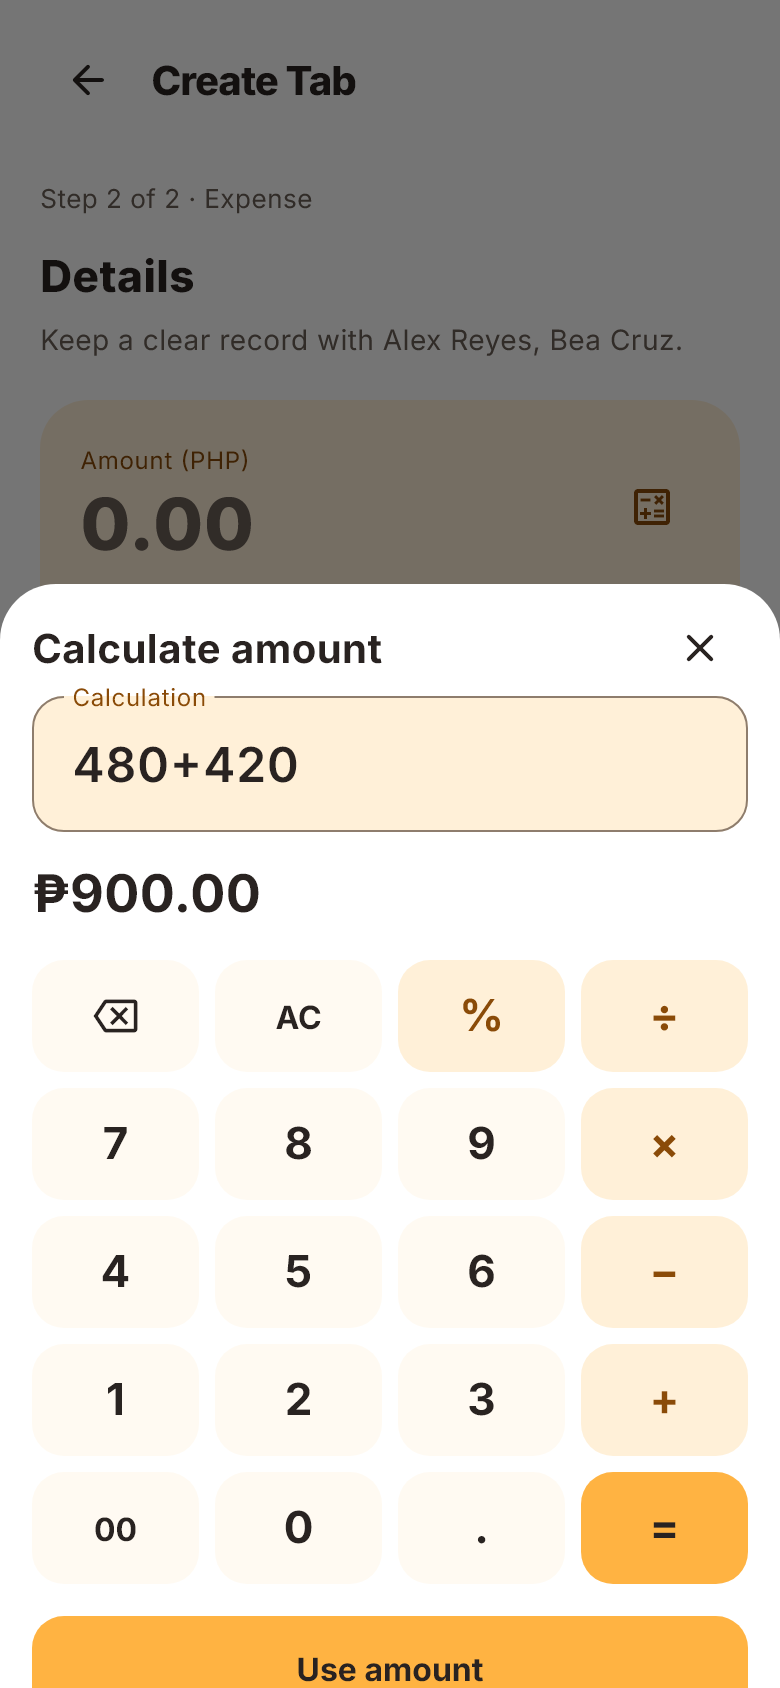 Create Tab
Step 2 of 2 · Expense
Details
Keep a clear record with Alex Reyes, Bea Cruz.
Amount (PHP)
0.00
Calculate amount
Calculation
480+420
₱900.00
AC % ÷
7 8 9 ×
4 5 6 −
1 2 3 +
00 0 . =
Use amount